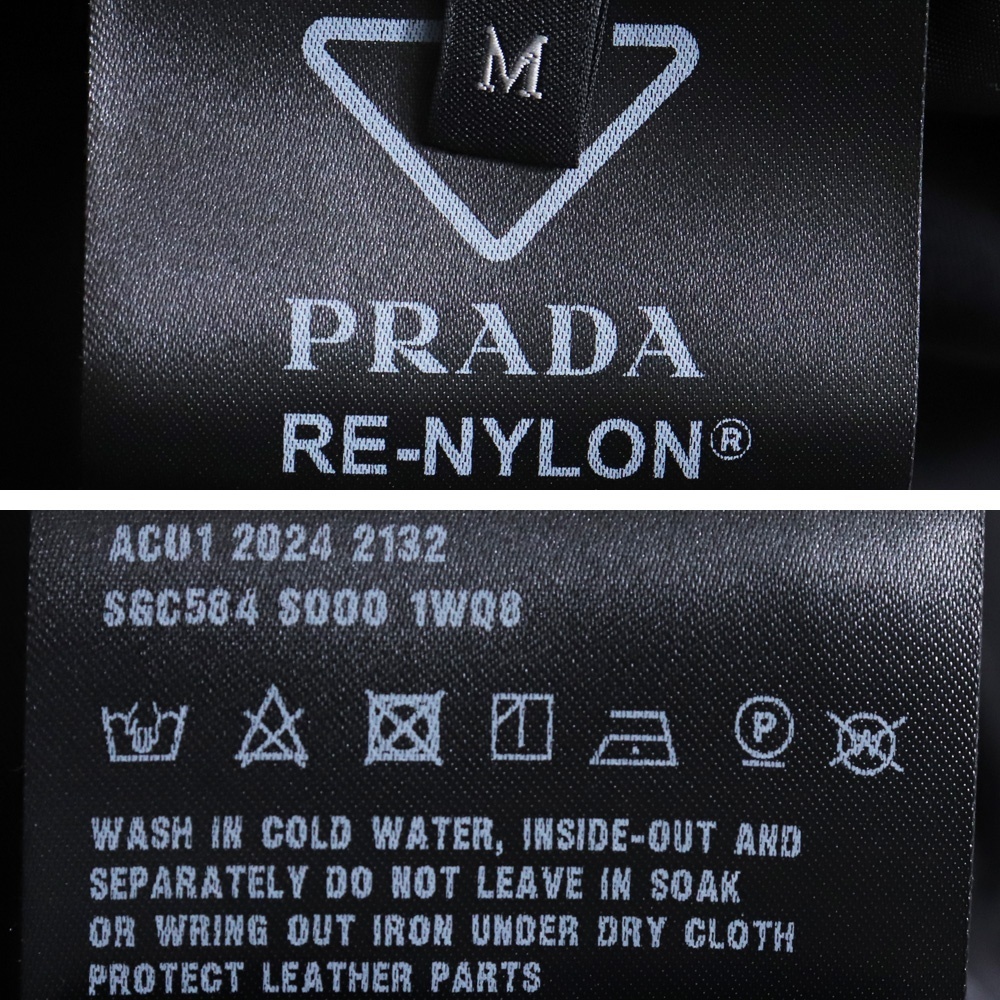 M
PRADA
RE-NYLON®
ACU1 2024 2132
SGC584 S000 1WQ8
P W
WASH IN COLD WATER, INSIDE-OUT AND
SEPARATELY DO NOT LEAVE IN SOAK
OR WRING OUT IRON UNDER DRY CLOTH
PROTECT LEATHER PARTS